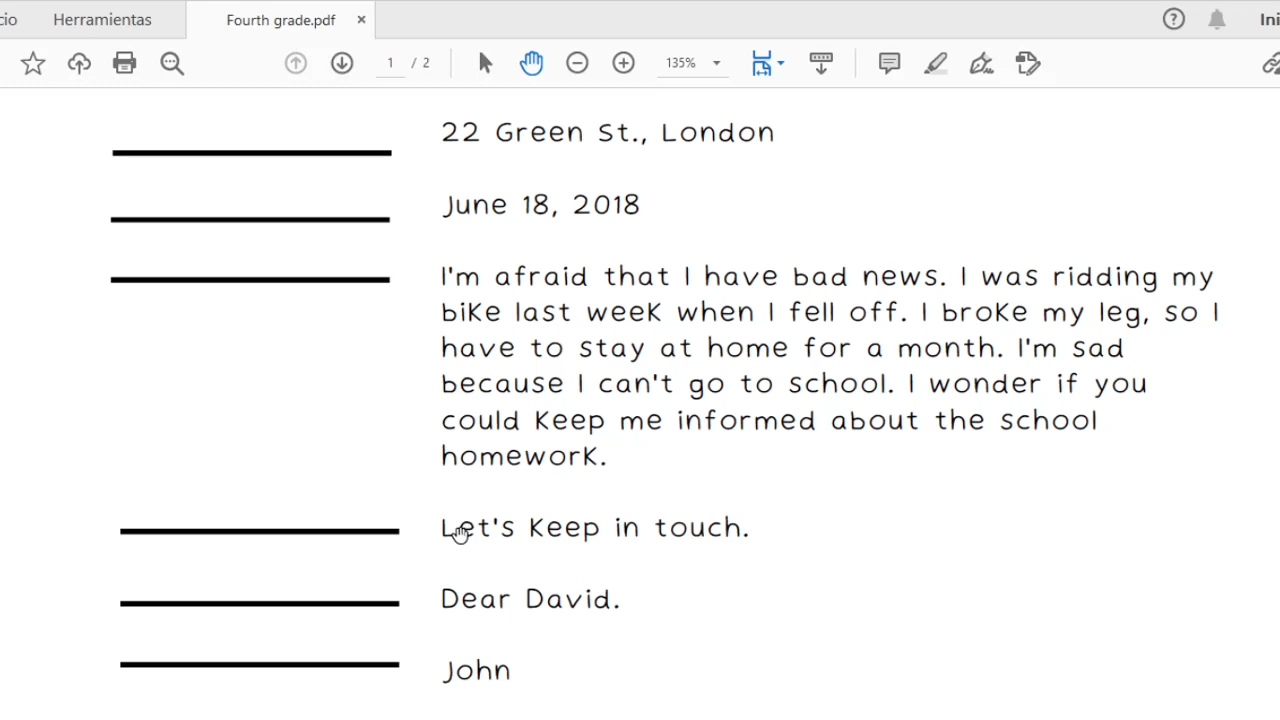 cio Herramientas Fourth grade.pdf × ? Ini
1 / 2 135%
22 Green St., London
June 18, 2018
I'm afraid that I have bad news. I was ridding my
bike last week when I fell off. I broke my leg, so I
have to stay at home for a month. I'm sad
because I can't go to school. I wonder if you
could keep me informed about the school
homework.
Let's keep in touch.
Dear David.
John